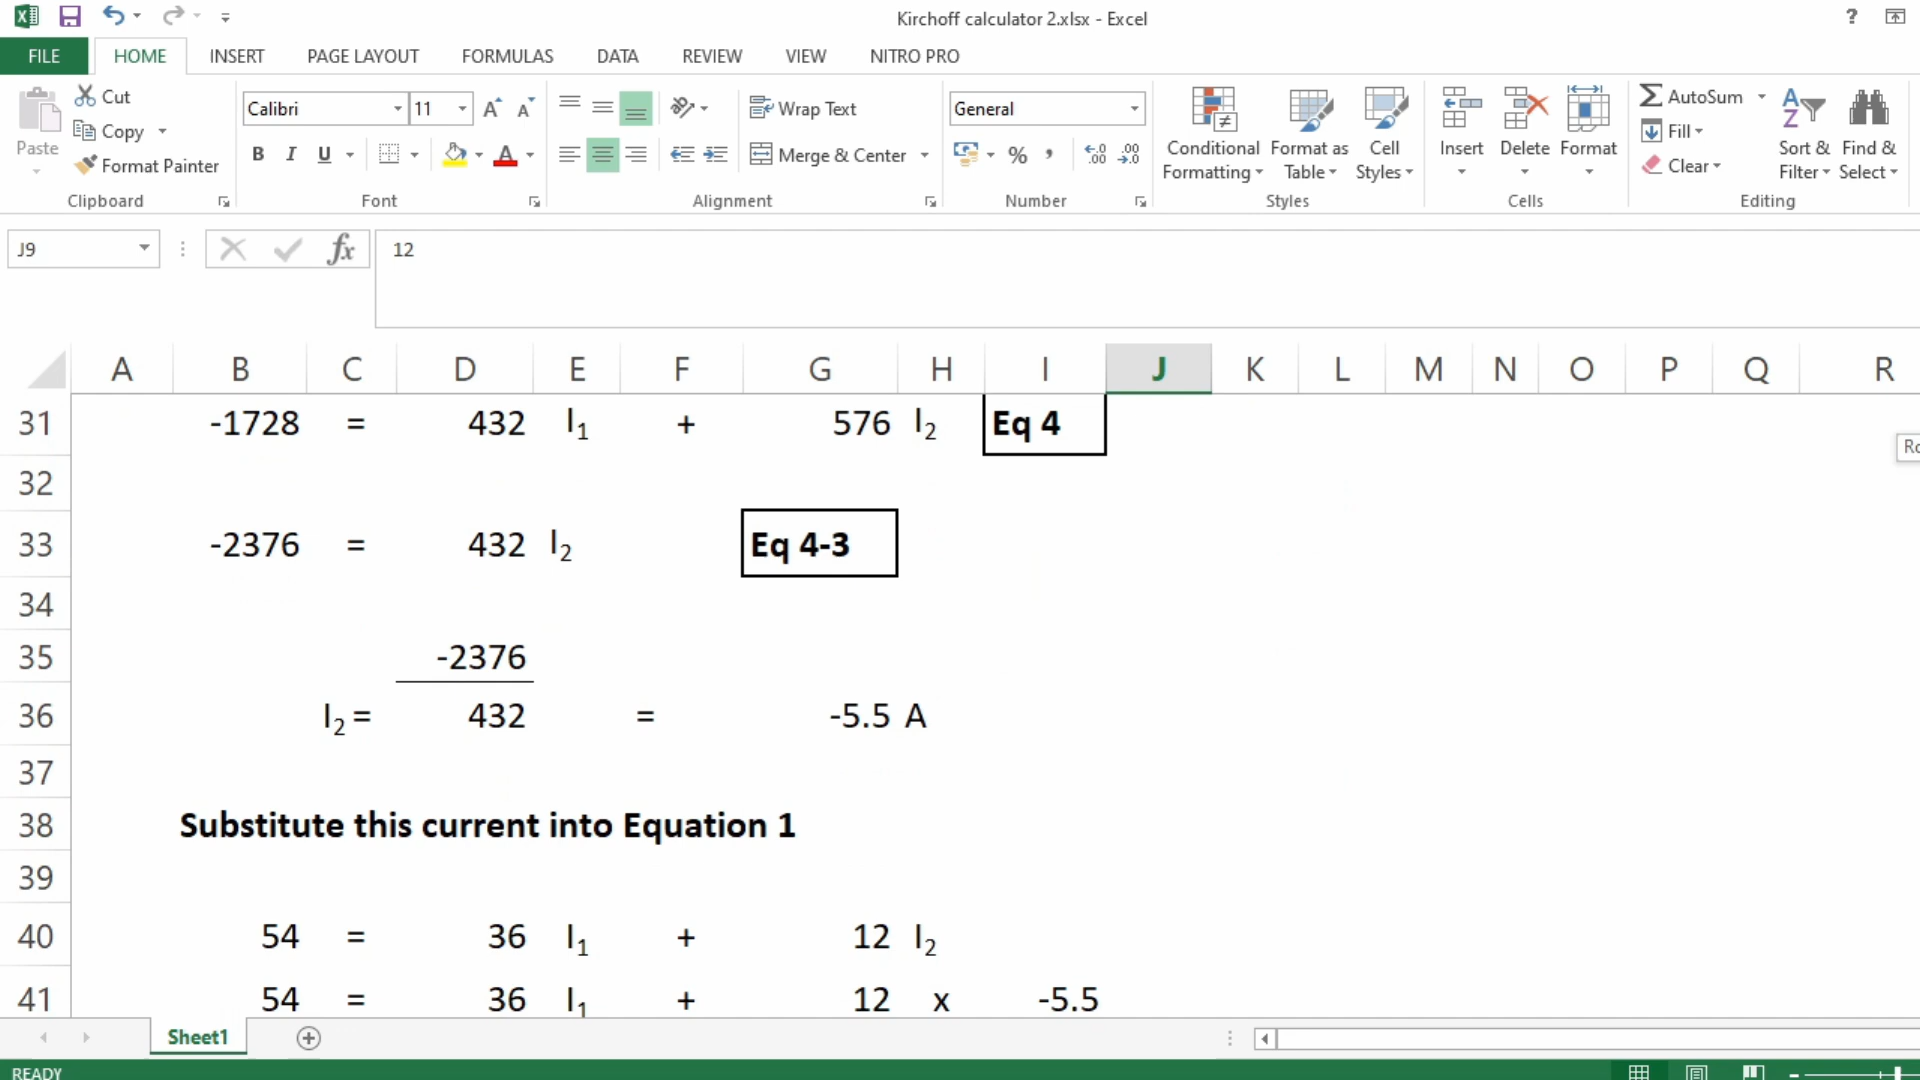 Kirchoff calculator 2.xlsx - Excel
?
FILE HOME INSERT PAGE LAYOUT FORMULAS DATA REVIEW VIEW NITRO PRO
Paste
Cut
Copy
Format Painter
Clipboard
Calibri 11
B I U A
Font
Wrap Text
Merge & Center
Alignment
General
% ,
Number
Conditional Formatting
Format as Table
Cell Styles
Styles
Insert
Delete
Format
Cells
AutoSum
Fill
Clear
Sort & Filter
Find & Select
Editing
J9 fx 12
A B C D E F G H I J K L M N O P Q R
31 -1728 = 432 I₁ + 576 I₂ Eq 4
32
33 -2376 = 432 I₂ Eq 4-3
34
35 -2376
36 I₂ = 432 = -5.5 A
37
38 Substitute this current into Equation 1
39
40 54 = 36 I₁ + 12 I₂
41 54 = 36 I₁ + 12 x -5.5
Sheet1
READY